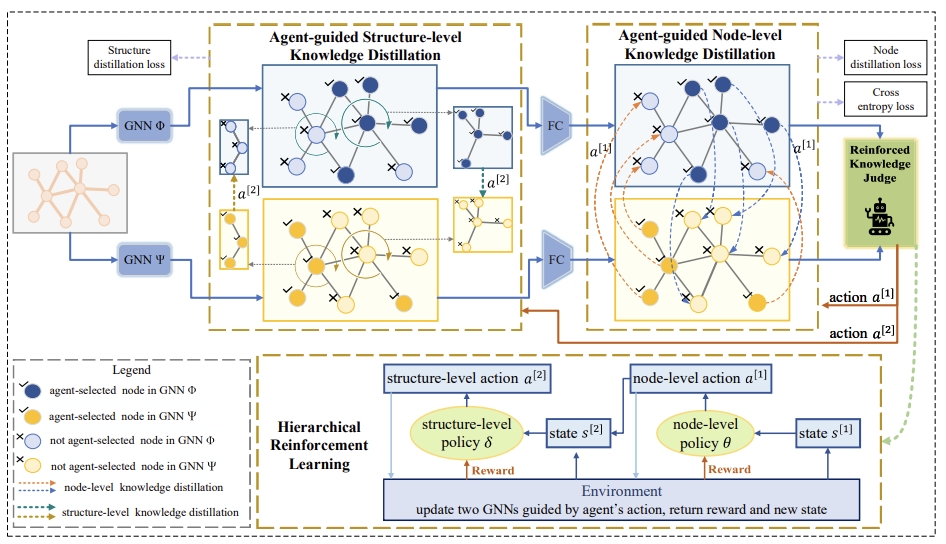 Agent-guided Structure-level
Knowledge Distillation
Agent-guided Node-level
Knowledge Distillation
Structure
distillation loss
Node
distillation loss
Cross
entropy loss
GNN Φ
GNN Ψ
a[2]
a[2]
FC
FC
a[1]
a[1]
Reinforced
Knowledge
Judge
action a[1]
action a[2]
Legend
agent-selected node in GNN Φ
agent-selected node in GNN Ψ
not agent-selected node in GNN Φ
not agent-selected node in GNN Ψ
node-level knowledge distillation
structure-level knowledge distillation
Hierarchical
Reinforcement
Learning
structure-level action a[2]
node-level action a[1]
structure-level
policy δ
state s[2]
node-level
policy θ
state s[1]
Reward
Reward
Environment
update two GNNs guided by agent's action, return reward and new state